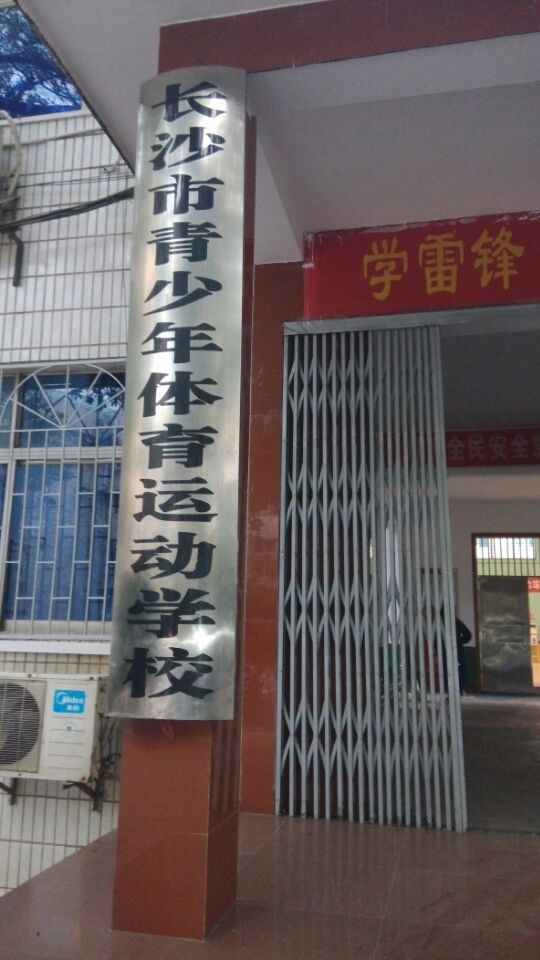 长沙市青少年体育运动学校
学雷锋
全民安全
Midea
美的